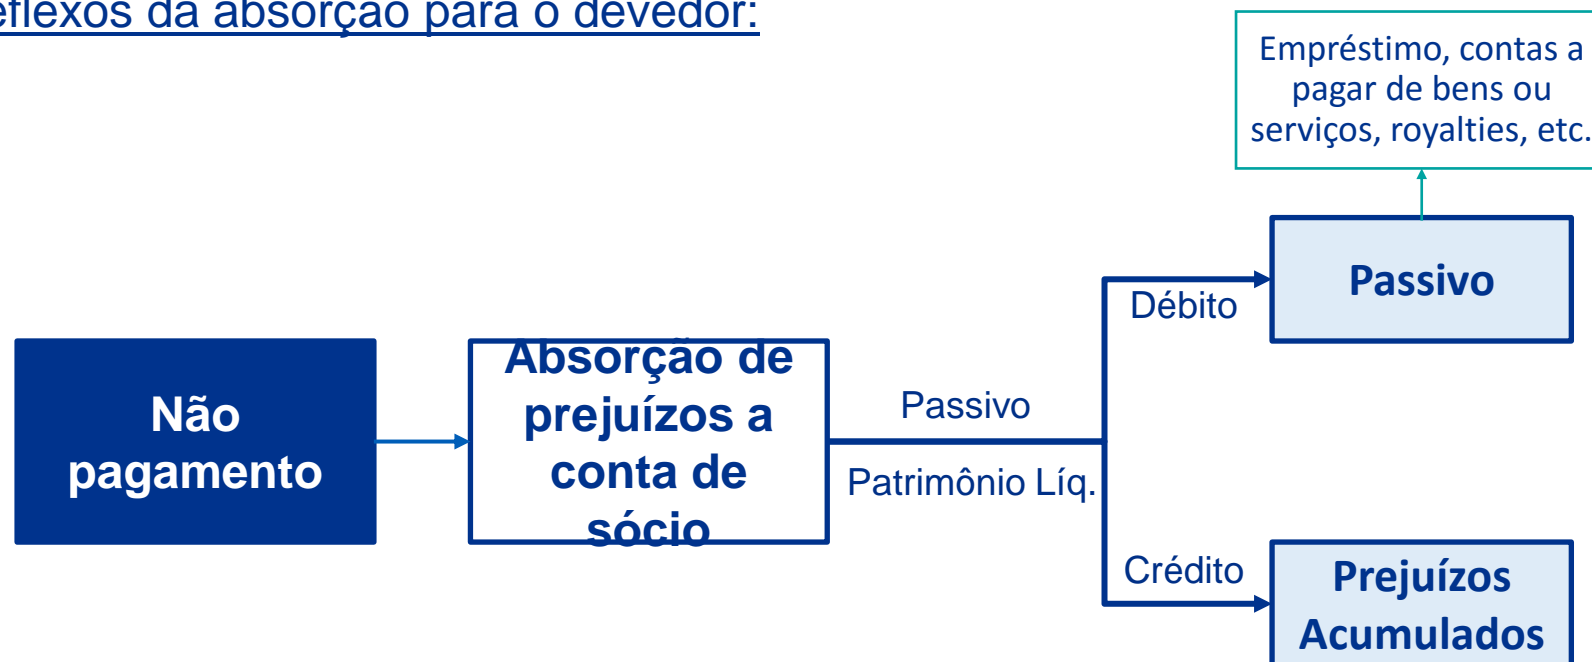 eflexos da absorção para o devedor:
Empréstimo, contas a
pagar de bens ou
serviços, royalties, etc.
Passivo
Débito
Não
pagamento
Absorção de
prejuízos a
conta de
sócio
Passivo
Patrimônio Líq.
Crédito
Prejuízos
Acumulados